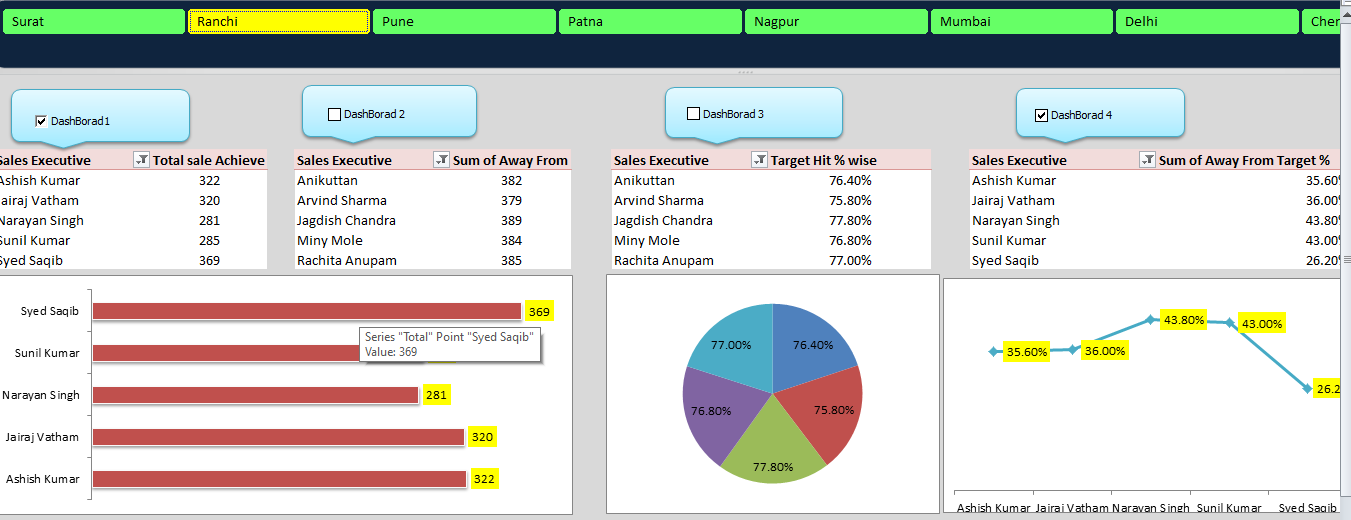 Surat Ranchi Pune Patna Nagpur Mumbai Delhi Cher
DashBorad1 DashBorad 2 DashBorad 3 DashBorad 4
Sales Executive Total sale Achieve Sales Executive Sum of Away From Sales Executive Target Hit % wise Sales Executive Sum of Away From Target %
Ashish Kumar 322 Anikuttan 382 Anikuttan 76.40% Ashish Kumar 35.60%
Jairaj Vatham 320 Arvind Sharma 379 Arvind Sharma 75.80% Jairaj Vatham 36.00%
Narayan Singh 281 Jagdish Chandra 389 Jagdish Chandra 77.80% Narayan Singh 43.80%
Sunil Kumar 285 Miny Mole 384 Miny Mole 76.80% Sunil Kumar 43.00%
Syed Saqib 369 Rachita Anupam 385 Rachita Anupam 77.00% Syed Saqib 26.20%
Syed Saqib 369
Series "Total" Point "Syed Saqib"
Value: 369
Sunil Kumar
Narayan Singh 281
Jairaj Vatham 320
Ashish Kumar 322
77.00% 76.40%
76.80% 75.80%
77.80%
35.60% 36.00% 43.80% 43.00% 26.2
Ashish Kumar Jairaj Vatham Narayan Singh Sunil Kumar Syed Saqib